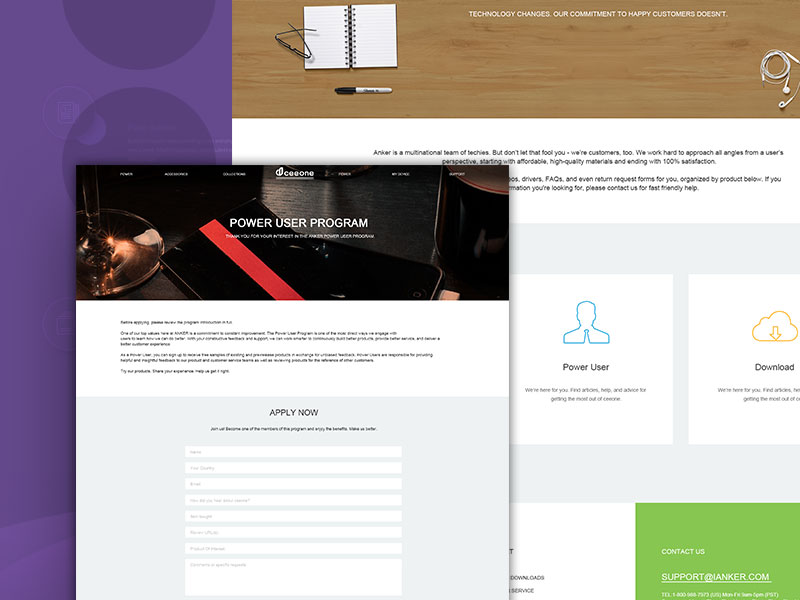 TECHNOLOGY CHANGES. OUR COMMITMENT TO HAPPY CUSTOMERS DOESN'T.
Anker is a multinational team of techies. But don't let that fool you - we're customers, too. We work hard to approach all angles from a user's
perspective, starting with affordable, high-quality materials and ending with 100% satisfaction.
drivers, FAQs, and even return request forms for you, organized by product below. If you
you're looking for, please contact us for fast friendly help.
POWER
ACCESSORIES
COLLECTIONS
ceeone
POWER
MY DEVICE
SUPPORT
POWER USER PROGRAM
THANK YOU FOR YOUR INTEREST IN THE ANKER POWER USER PROGRAM.
Before applying, please review the program introduction in full.
One of our top values here at ANKER is a commitment to constant improvement. The Power User Program is one of the most direct ways we engage with
users to learn how we can do better. With your constructive feedback and support, we can work smarter to continuously build better products, provide better service, and deliver a
better customer experience.
As a Power User, you can sign up to receive free samples of existing and prerelease products in exchange for unbiased feedback. Power Users are responsible for providing
helpful and insightful feedback to our product and customer service teams as well as reviewing products for the reference of other customers.
Try our products. Share your experience. Help us get it right.
APPLY NOW
Join us! Become one of the members of this program and enjoy the benefits. Make us better.
Name
Your Country
Email
How did you hear about ceeone?
Item bought
Review URL(s)
Product Of Interest
Comments or specific requests
Power User
We're here for you. Find articles, help, and advice for
getting the most out of ceeone.
Download
We're here for you. Find articles,
getting the most out of
DOWNLOADS
SERVICE
CONTACT US
SUPPORT@IANKER.COM
TEL:1-800-988-7973 (US) Mon-Fri 9am-5pm (PST)